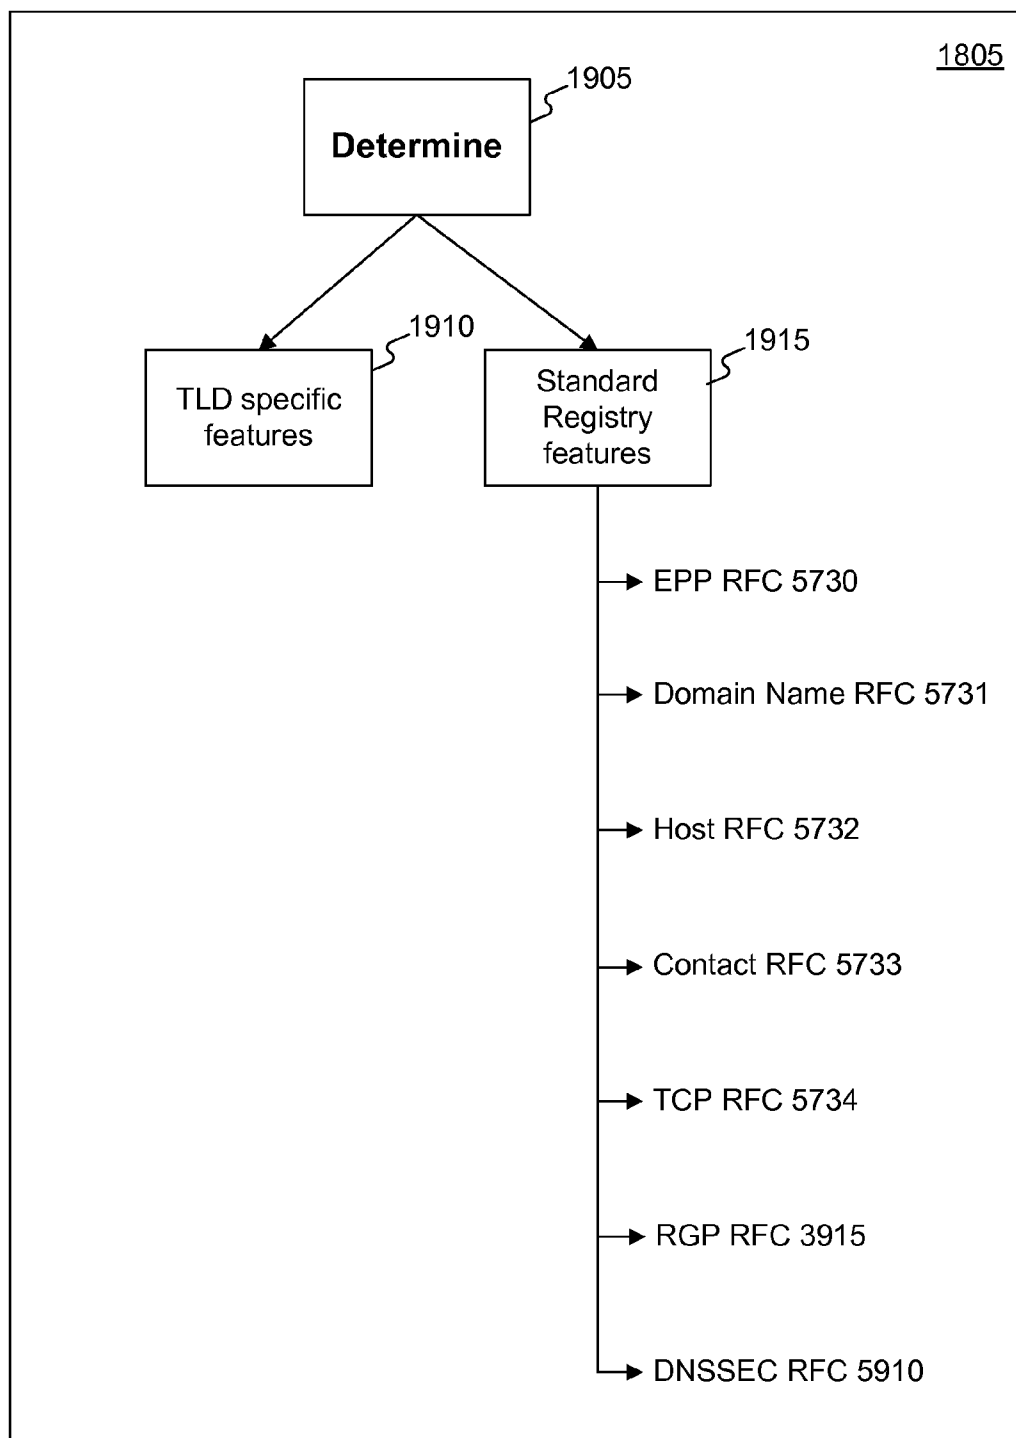 1805
1905
Determine
1910
1915
TLD specific
features
Standard
Registry
features
EPP RFC 5730
Domain Name RFC 5731
Host RFC 5732
Contact RFC 5733
TCP RFC 5734
RGP RFC 3915
DNSSEC RFC 5910